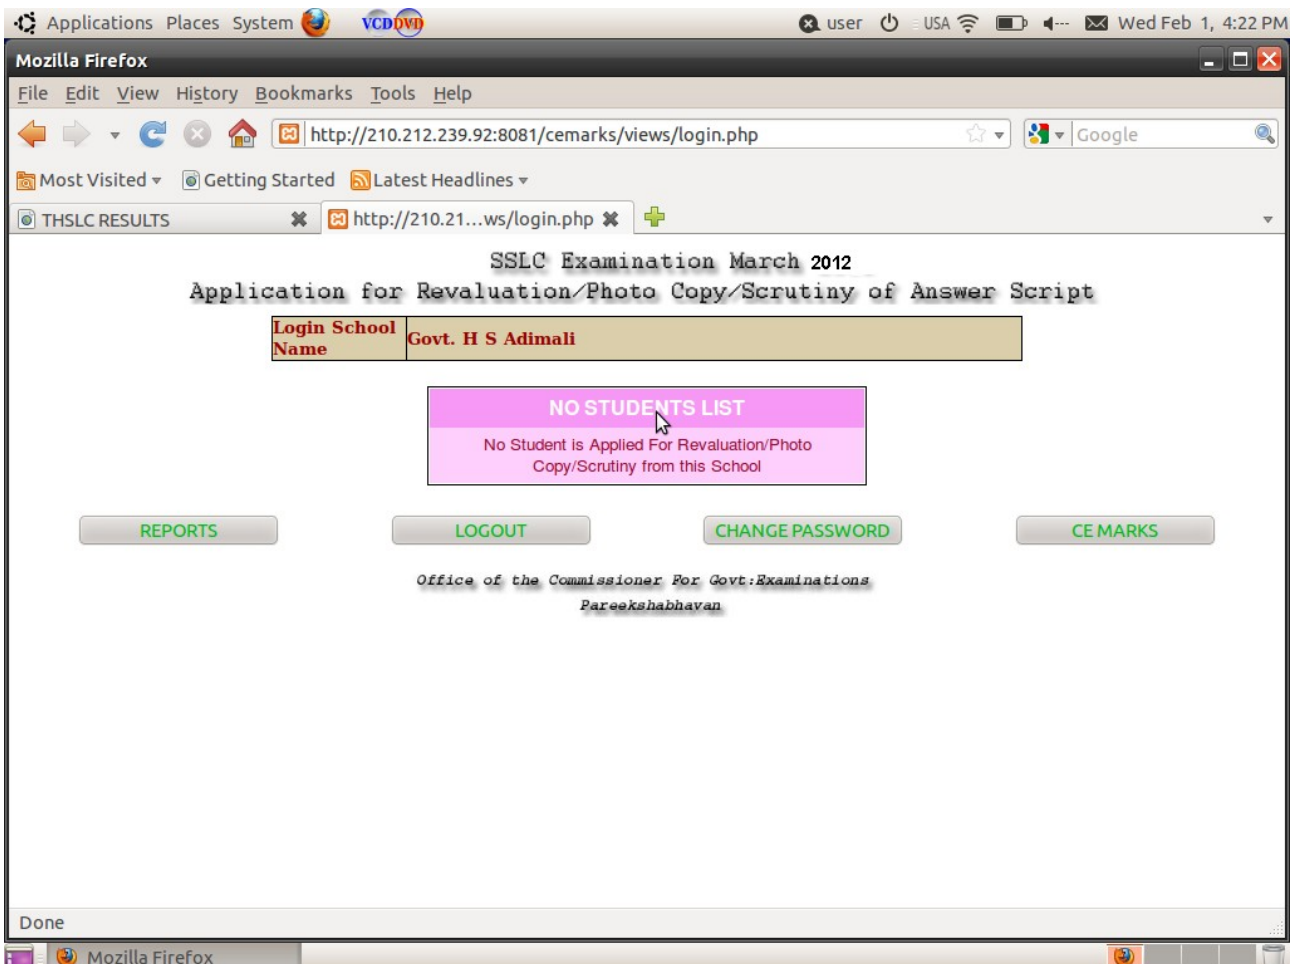 Applications Places System VCDDVD user USA Wed Feb 1, 4:22 PM
Mozilla Firefox
File Edit View History Bookmarks Tools Help
http://210.212.239.92:8081/cemarks/views/login.php Google
Most Visited Getting Started Latest Headlines
THSLC RESULTS http://210.21...ws/login.php
SSLC Examination March 2012
Application for Revaluation/Photo Copy/Scrutiny of Answer Script
Login School Name Govt. H S Adimali
NO STUDENTS LIST
No Student is Applied For Revaluation/Photo
Copy/Scrutiny from this School
REPORTS LOGOUT CHANGE PASSWORD CE MARKS
Office of the Commissioner For Govt:Examinations
Pareekshabhavan
Done
Mozilla Firefox